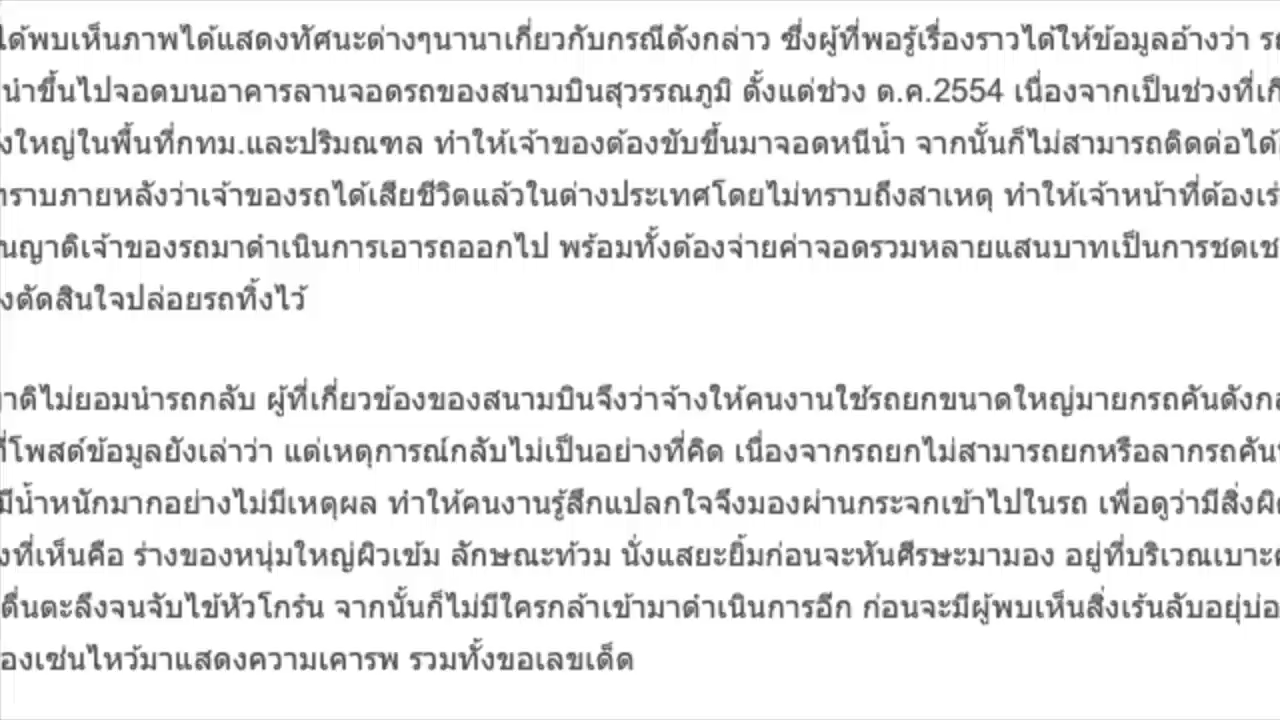 ได้พบเห็นภาพได้แสดงทัศนะต่างๆนานาเกี่ยวกับกรณีดังกล่าว ซึ่งผู้ที่พอรู้เรื่องราวได้ให้ข้อมูลอ้างว่า
นำขึ้นไปจอดบนอาคารลานจอดรถของสนามบินสุวรรณภูมิ ตั้งแต่ช่วง ต.ค.2554 เนื่องจากเป็นช่วงที่
ใหญ่ในพื้นที่กทม.และปริมณฑล ทำให้เจ้าของต้องขับขึ้นมาจอดหนีน้ำ จากนั้นก็ไม่สามารถติดต่อได้
ทราบภายหลังว่าเจ้าของรถได้เสียชีวิตแล้วในต่างประเทศโดยไม่ทราบถึงสาเหตุ ทำให้เจ้าหน้าที่ต้อง
นญาติเจ้าของรถมาดำเนินการเอารถออกไป พร้อมทั้งต้องจ่ายค่าจอดรวมหลายแสนบาทเป็นการชดเช
งตัดสินใจปล่อยรถทิ้งไว้
าติไม่ยอมนำรถกลับ ผู้ที่เกี่ยวข้องของสนามบินจึงว่าจ้างให้คนงานใช้รถยกขนาดใหญ่มายกรถคันดังก
ที่โพสต์ข้อมูลยังเล่าว่า แต่เหตุการณ์กลับไม่เป็นอย่างที่คิด เนื่องจากรถยกไม่สามารถยกหรือลากรถคัน
มีน้ำหนักมากอย่างไม่มีเหตุผล ทำให้คนงานรู้สึกแปลกใจจึงมองผ่านกระจกเข้าไปในรถ เพื่อดูว่ามีสิ่งผิ
งที่เห็นคือ ร่างของหนุ่มใหญ่ผิวเข้ม ลักษณะท้วม นั่งแสยะยิ้มก่อนจะหันศีรษะมามอง อยู่ที่บริเวณเบาะ
ตื่นตะลึงจนจับไข้หัวโกร๋น จากนั้นก็ไม่มีใครกล้าเข้ามาดำเนินการอีก ก่อนจะมีผู้พบเห็นสิ่งเร้นลับอยุ่บ่อ
องเซ่นไหว้มาแสดงความเคารพ รวมทั้งขอเลขเด็ด